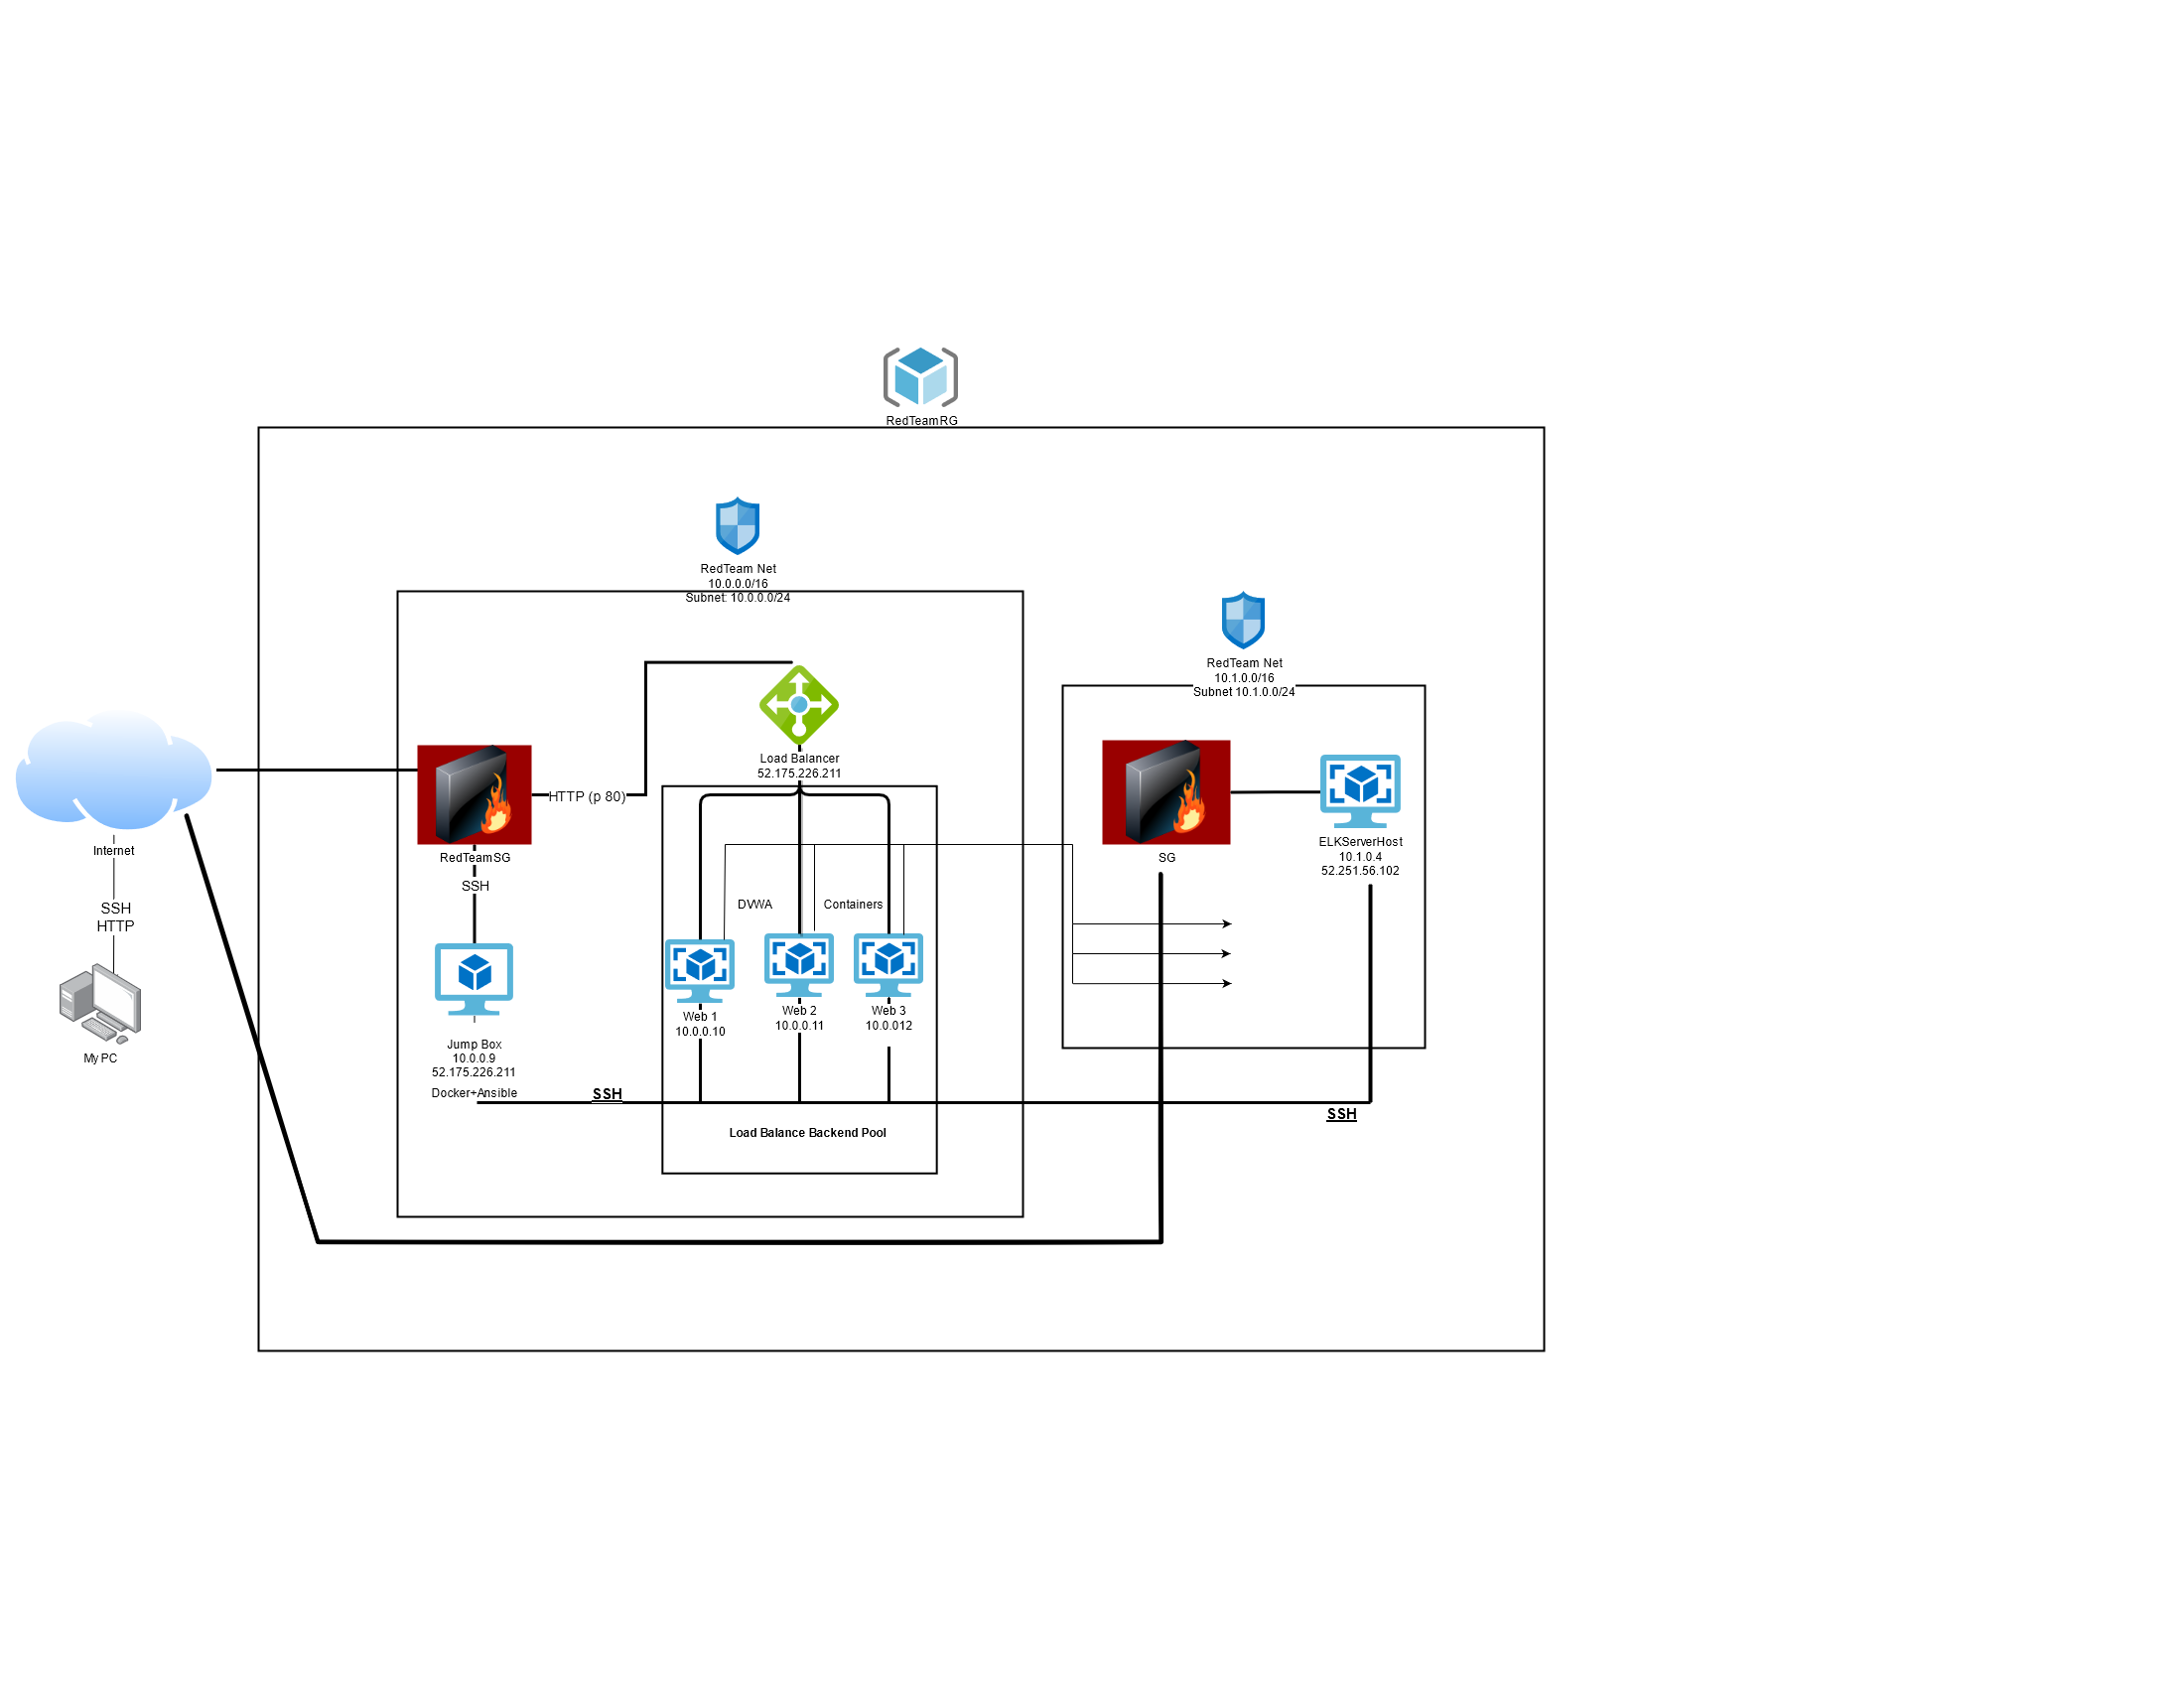 RedTeamRG
RedTeam Net
10.0.0.0/16
Subnet: 10.0.0.0/24
RedTeam Net
10.1.0.0/16
Subnet 10.1.0.0/24
Load Balancer
52.175.226.211
HTTP (p 80)
Internet
RedTeamSG
SSH
SG
ELKServerHost
10.1.0.4
52.251.56.102
SSH
HTTP
DVWA
Containers
My PC
Jump Box
10.0.0.9
52.175.226.211
Docker+Ansible
Web 1
10.0.0.10
Web 2
10.0.0.11
Web 3
10.0.012
SSH
SSH
Load Balance Backend Pool